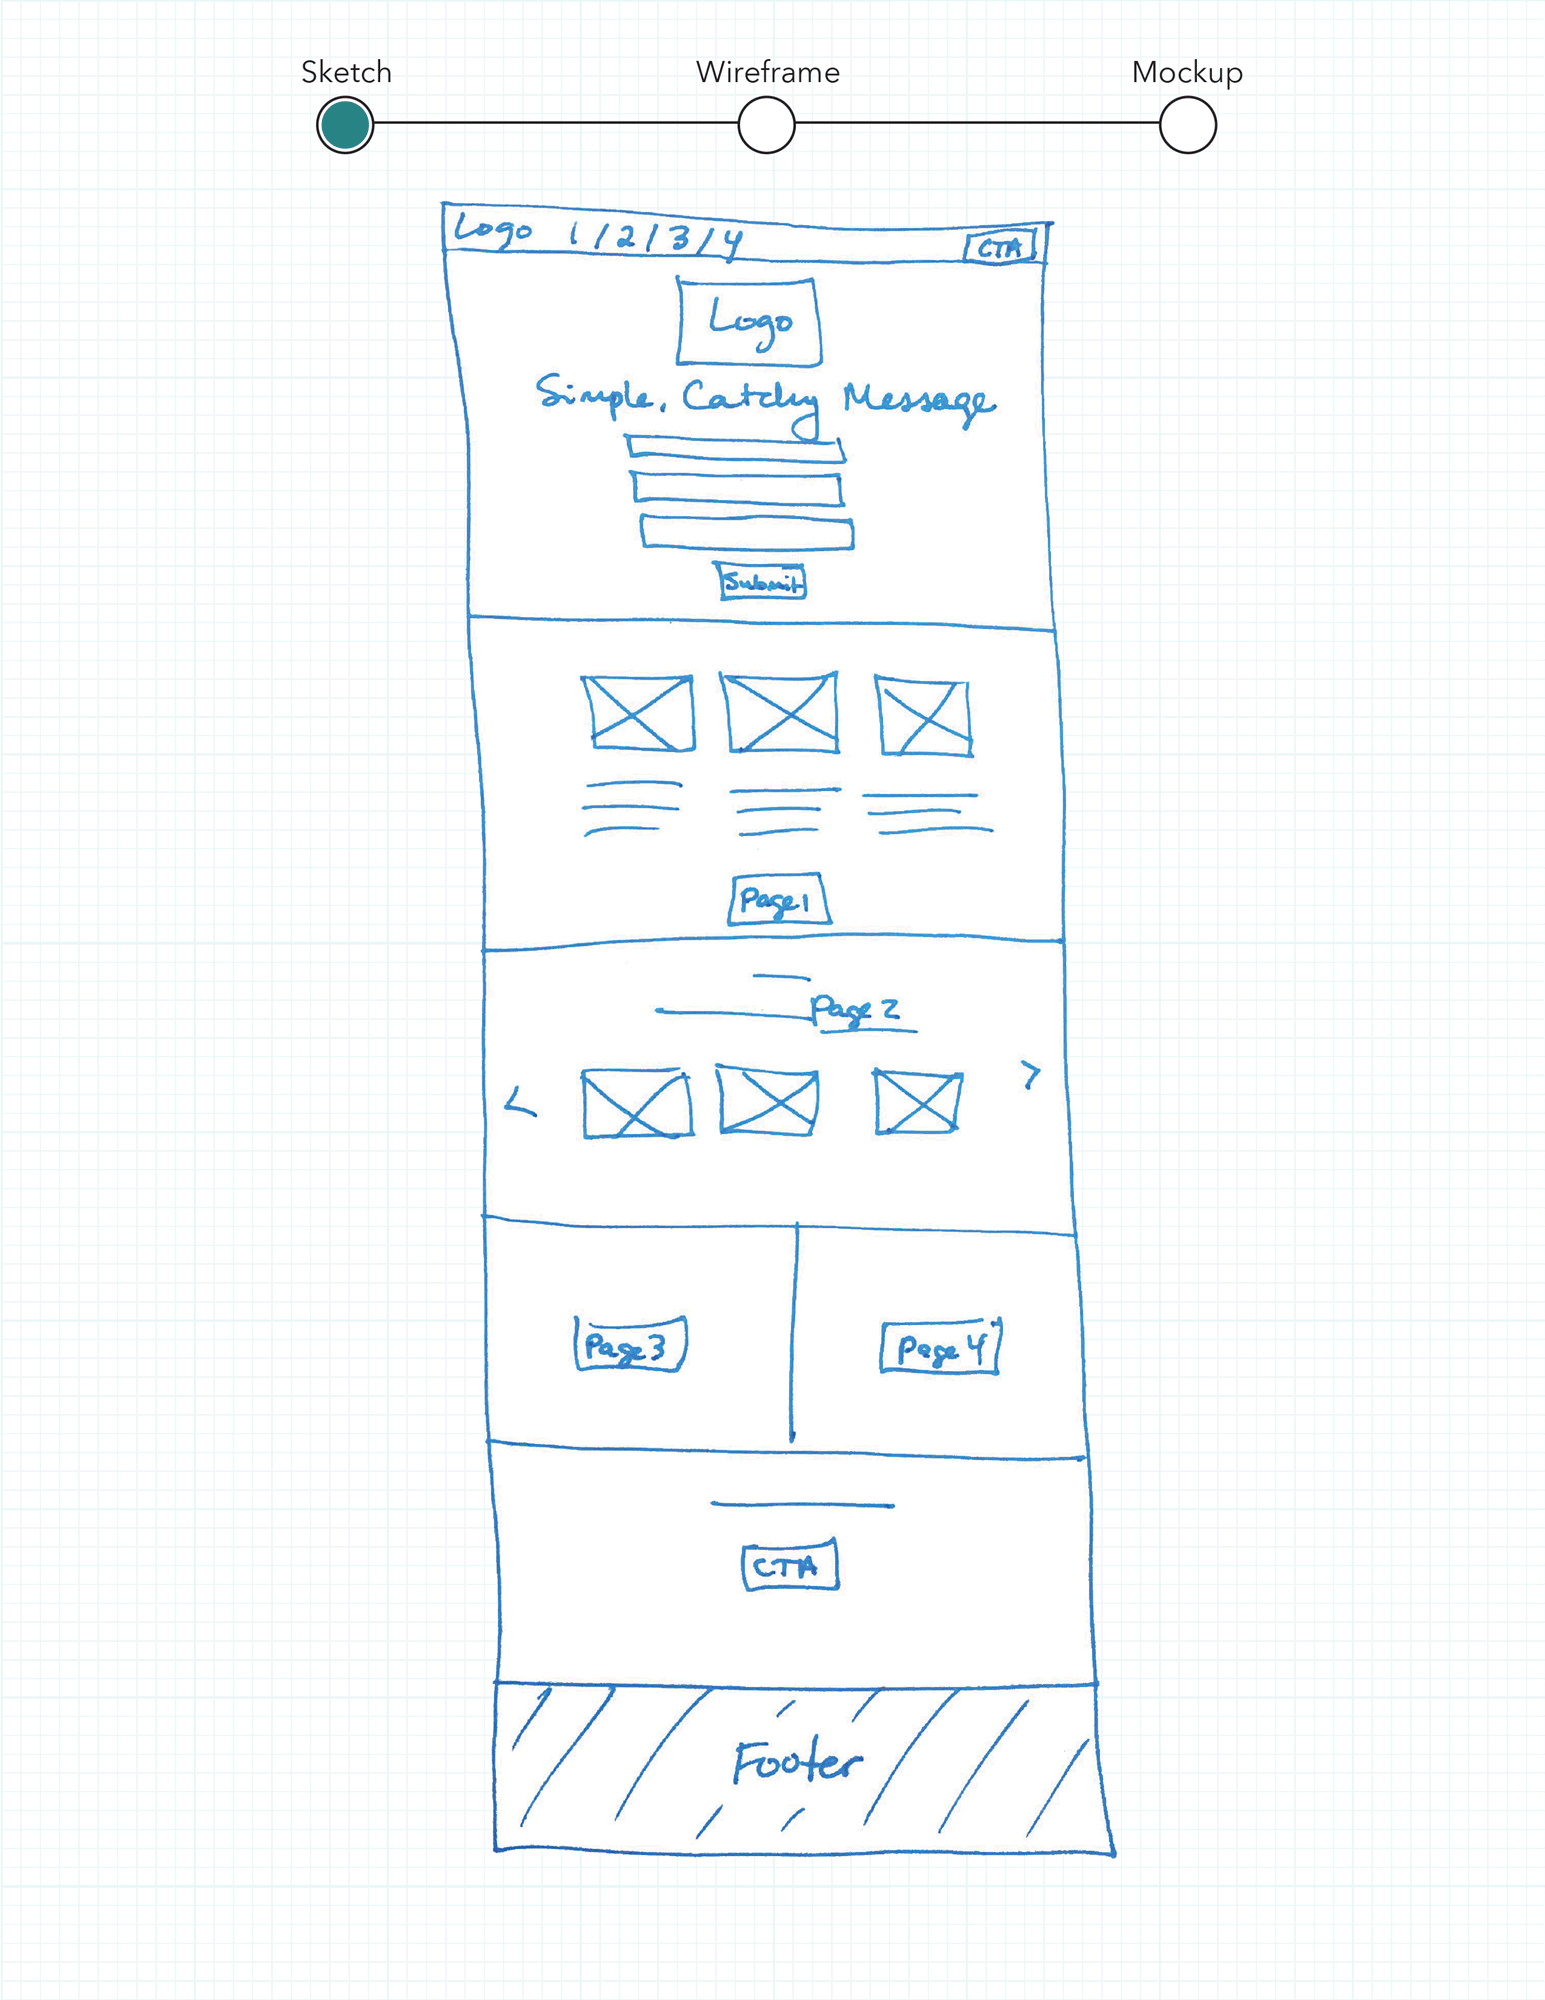 Sketch Wireframe Mockup
Logo 1/2/3/4 CTA
Logo
Simple, Catchy Message
Submit
Page 1
Page 2
< >
Page 3 Page 4
CTA
Footer